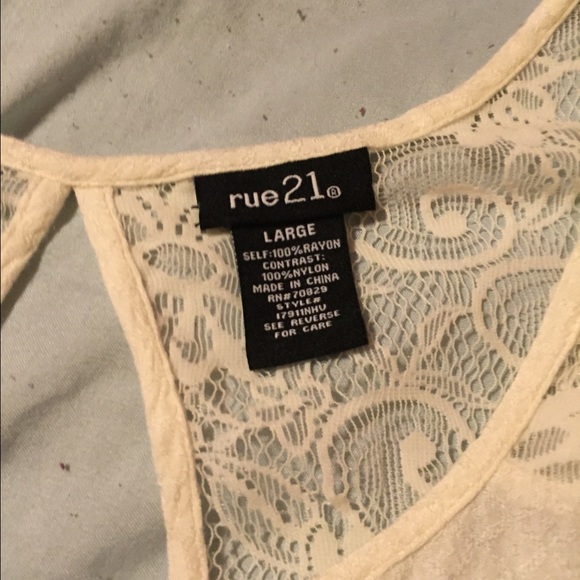 rue21®
LARGE
SELF:100%RAYON
CONTRAST:
100%NYLON
MADE IN CHINA
RN#70829
STYLE#
17911NHU
SEE REVERSE
FOR CARE